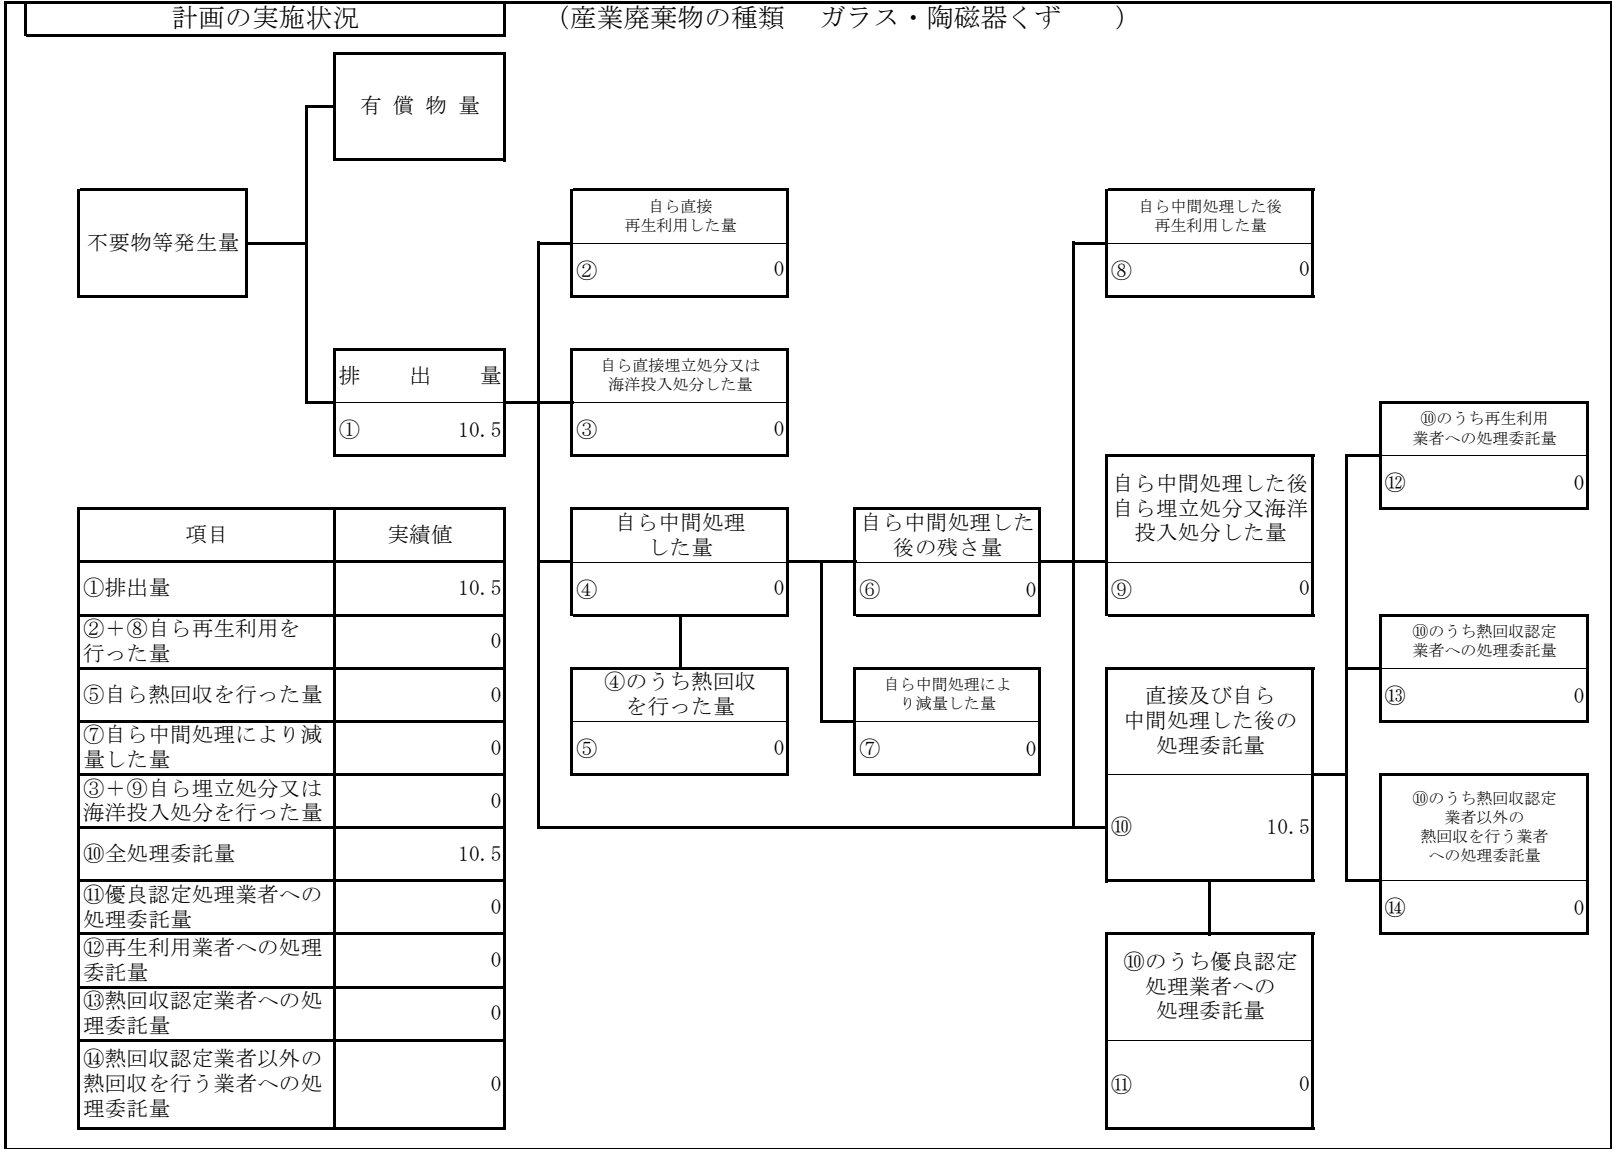 計画の実施状況
（産業廃棄物の種類　ガラス・陶磁器くず　　）
有 償 物 量
不要物等発生量
排　出　量
① 10.5
自ら直接
再生利用した量
② 0
自ら直接埋立処分又は
海洋投入処分した量
③ 0
自ら中間処理
した量
④ 0
④のうち熱回収
を行った量
⑤ 0
自ら中間処理した
後の残さ量
⑥ 0
自ら中間処理によ
り減量した量
⑦ 0
自ら中間処理した後
再生利用した量
⑧ 0
自ら中間処理した後
自ら埋立処分又海洋
投入処分した量
⑨ 0
直接及び自ら
中間処理した後の
処理委託量
⑩ 10.5
⑩のうち優良認定
処理業者への
処理委託量
⑪ 0
⑩のうち再生利用
業者への処理委託量
⑫ 0
⑩のうち熱回収認定
業者への処理委託量
⑬ 0
⑩のうち熱回収認定
業者以外の
熱回収を行う業者
への処理委託量
⑭ 0
項目 実績値
①排出量 10.5
②＋⑧自ら再生利用を
行った量 0
⑤自ら熱回収を行った量 0
⑦自ら中間処理により減
量した量 0
③＋⑨自ら埋立処分又は
海洋投入処分を行った量 0
⑩全処理委託量 10.5
⑪優良認定処理業者への
処理委託量 0
⑫再生利用業者への処理
委託量 0
⑬熱回収認定業者への処
理委託量 0
⑭熱回収認定業者以外の
熱回収を行う業者への処
理委託量 0